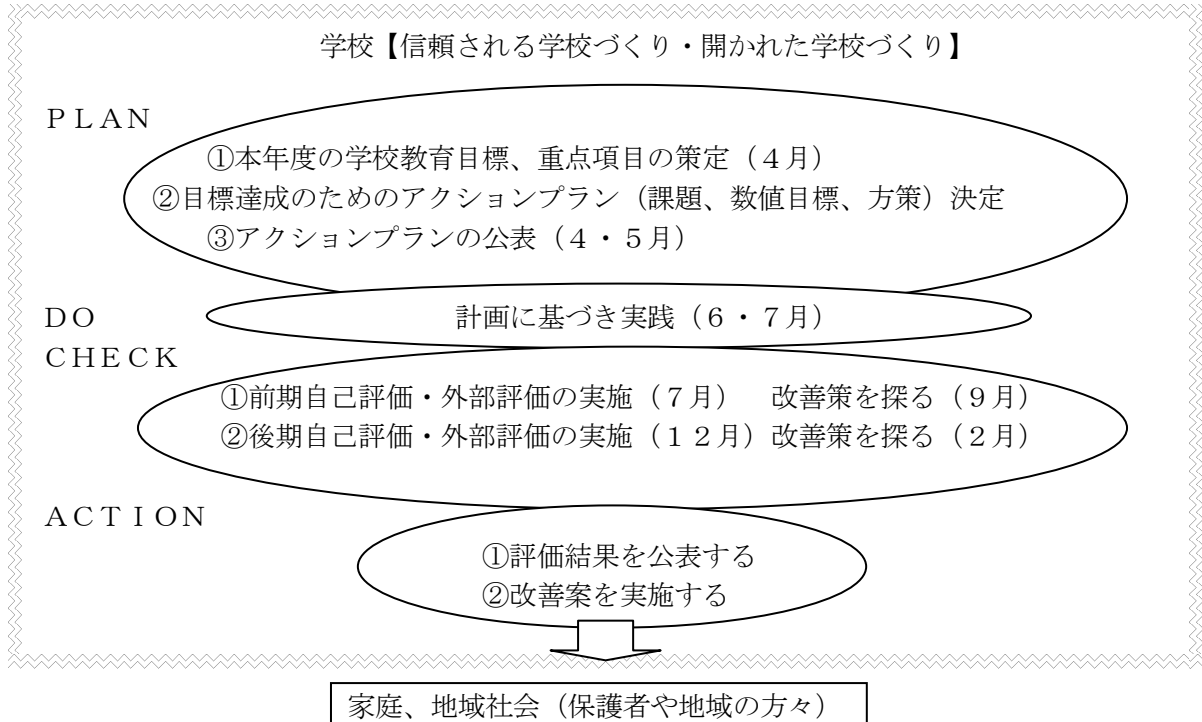 学校【信頼される学校づくり・開かれた学校づくり】
ＰＬＡＮ
①本年度の学校教育目標、重点項目の策定（４月）
②目標達成のためのアクションプラン（課題、数値目標、方策）決定
③アクションプランの公表（４・５月）
ＤＯ
計画に基づき実践（６・７月）
ＣＨＥＣＫ
①前期自己評価・外部評価の実施（７月）　改善策を探る（９月）
②後期自己評価・外部評価の実施（１２月）改善策を探る（２月）
ＡＣＴＩＯＮ
①評価結果を公表する
②改善案を実施する
家庭、地域社会（保護者や地域の方々）